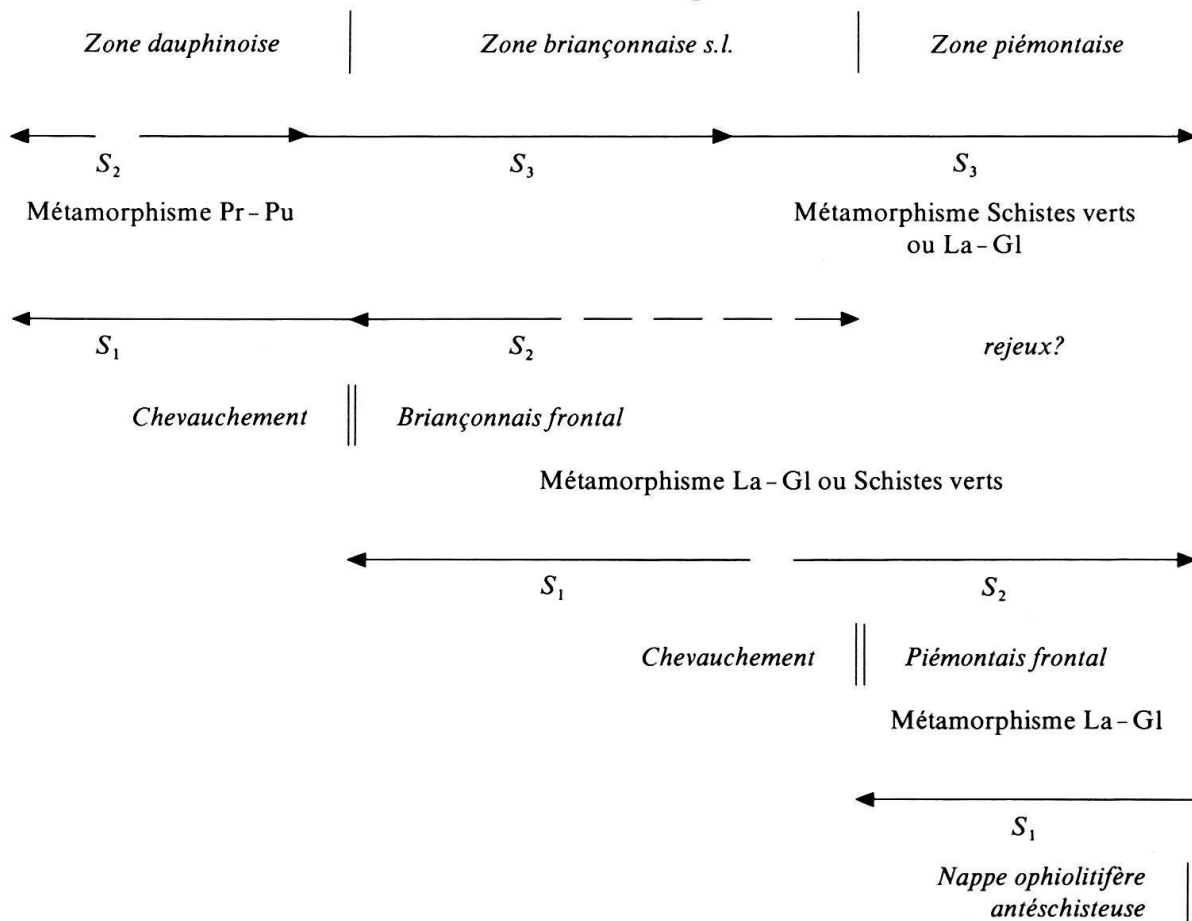 Zone dauphinoise Zone briançonnaise s.l. Zone piémontaise
S₂ S₃ S₃
Métamorphisme Pr – Pu Métamorphisme Schistes verts
ou La – Gl
S₁ S₂ rejeux?
Chevauchement Briançonnais frontal
Métamorphisme La – Gl ou Schistes verts
S₁ S₂
Chevauchement Piémontais frontal
Métamorphisme La – Gl
S₁
Nappe ophiolitifère
antéschisteuse